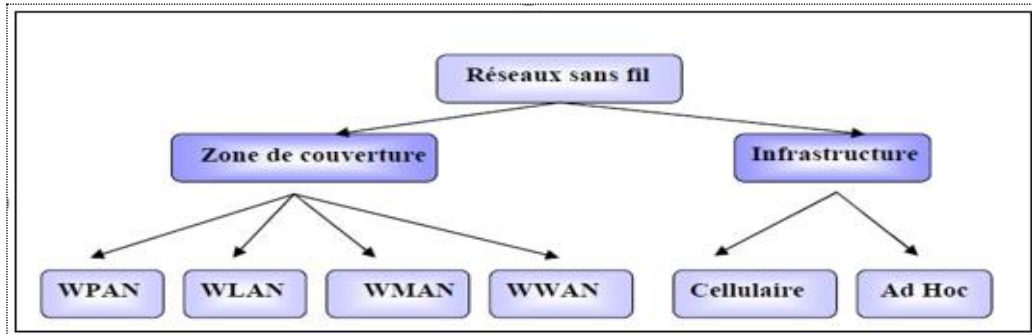 Réseaux sans fil
Zone de couverture
Infrastructure
WPAN
WLAN
WMAN
WWAN
Cellulaire
Ad Hoc